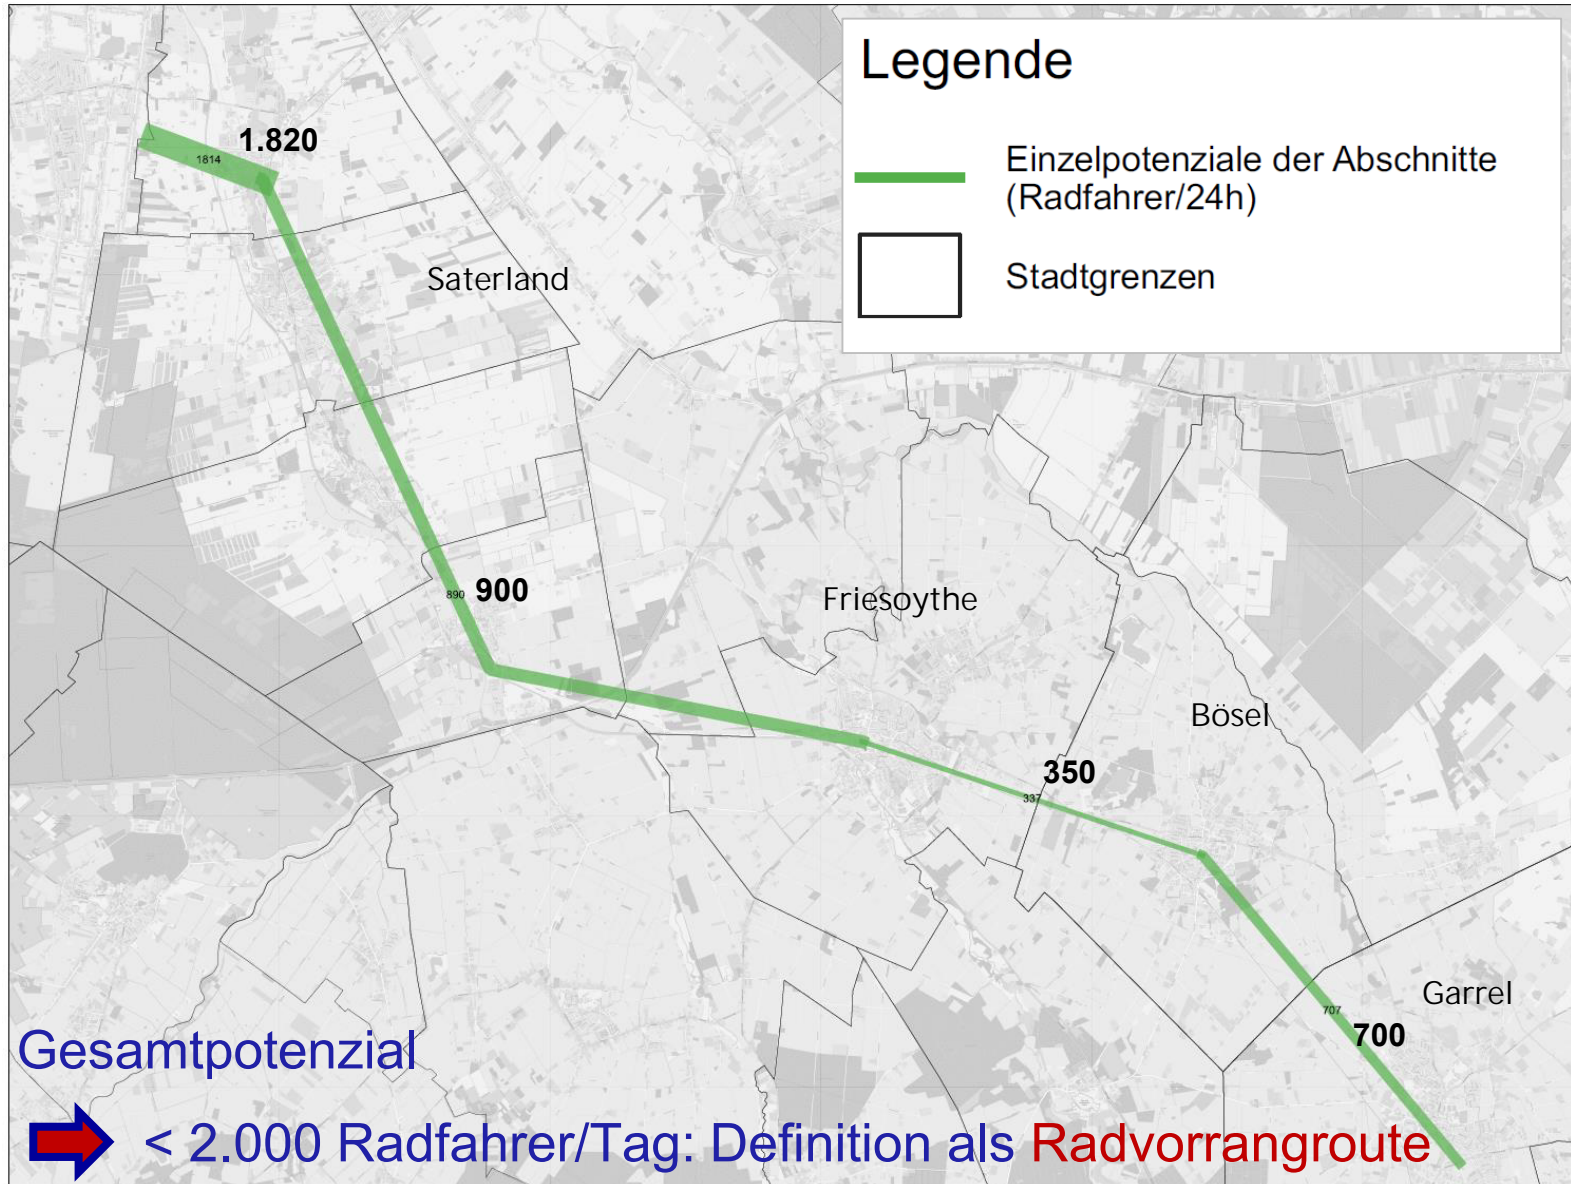 Legende
Einzelpotenziale der Abschnitte
(Radfahrer/24h)
Stadtgrenzen
1.820
1814
Saterland
890
900
Friesoythe
Bösel
350
337
Garrel
707
700
Gesamtpotenzial
< 2.000 Radfahrer/Tag: Definition als Radvorrangroute